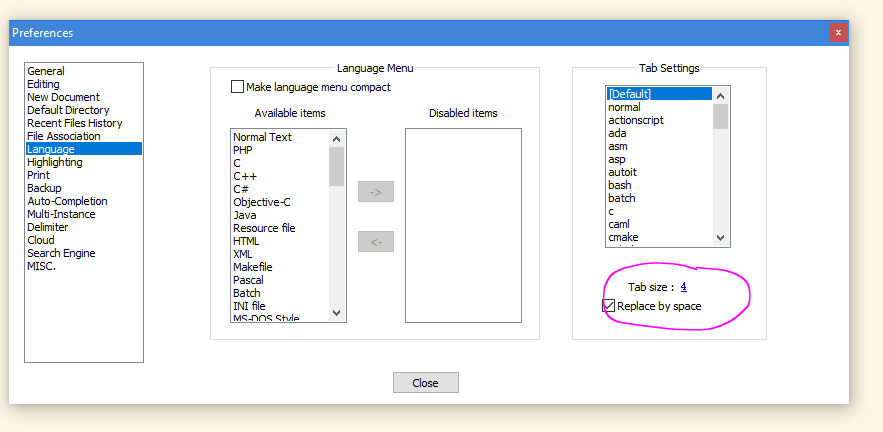 Preferences
x
General
Editing
New Document
Default Directory
Recent Files History
File Association
Language
Highlighting
Print
Backup
Auto-Completion
Multi-Instance
Delimiter
Cloud
Search Engine
MISC.
Language Menu
Make language menu compact
Available items
Normal Text
PHP
C
C++
C#
Objective-C
Java
Resource file
HTML
XML
Makefile
Pascal
Batch
INI file
MS-DOS Style
->
<-
Disabled items
Tab Settings
[Default]
normal
actionscript
ada
asm
asp
autoit
bash
batch
c
caml
cmake
Tab size : 4
Replace by space
Close